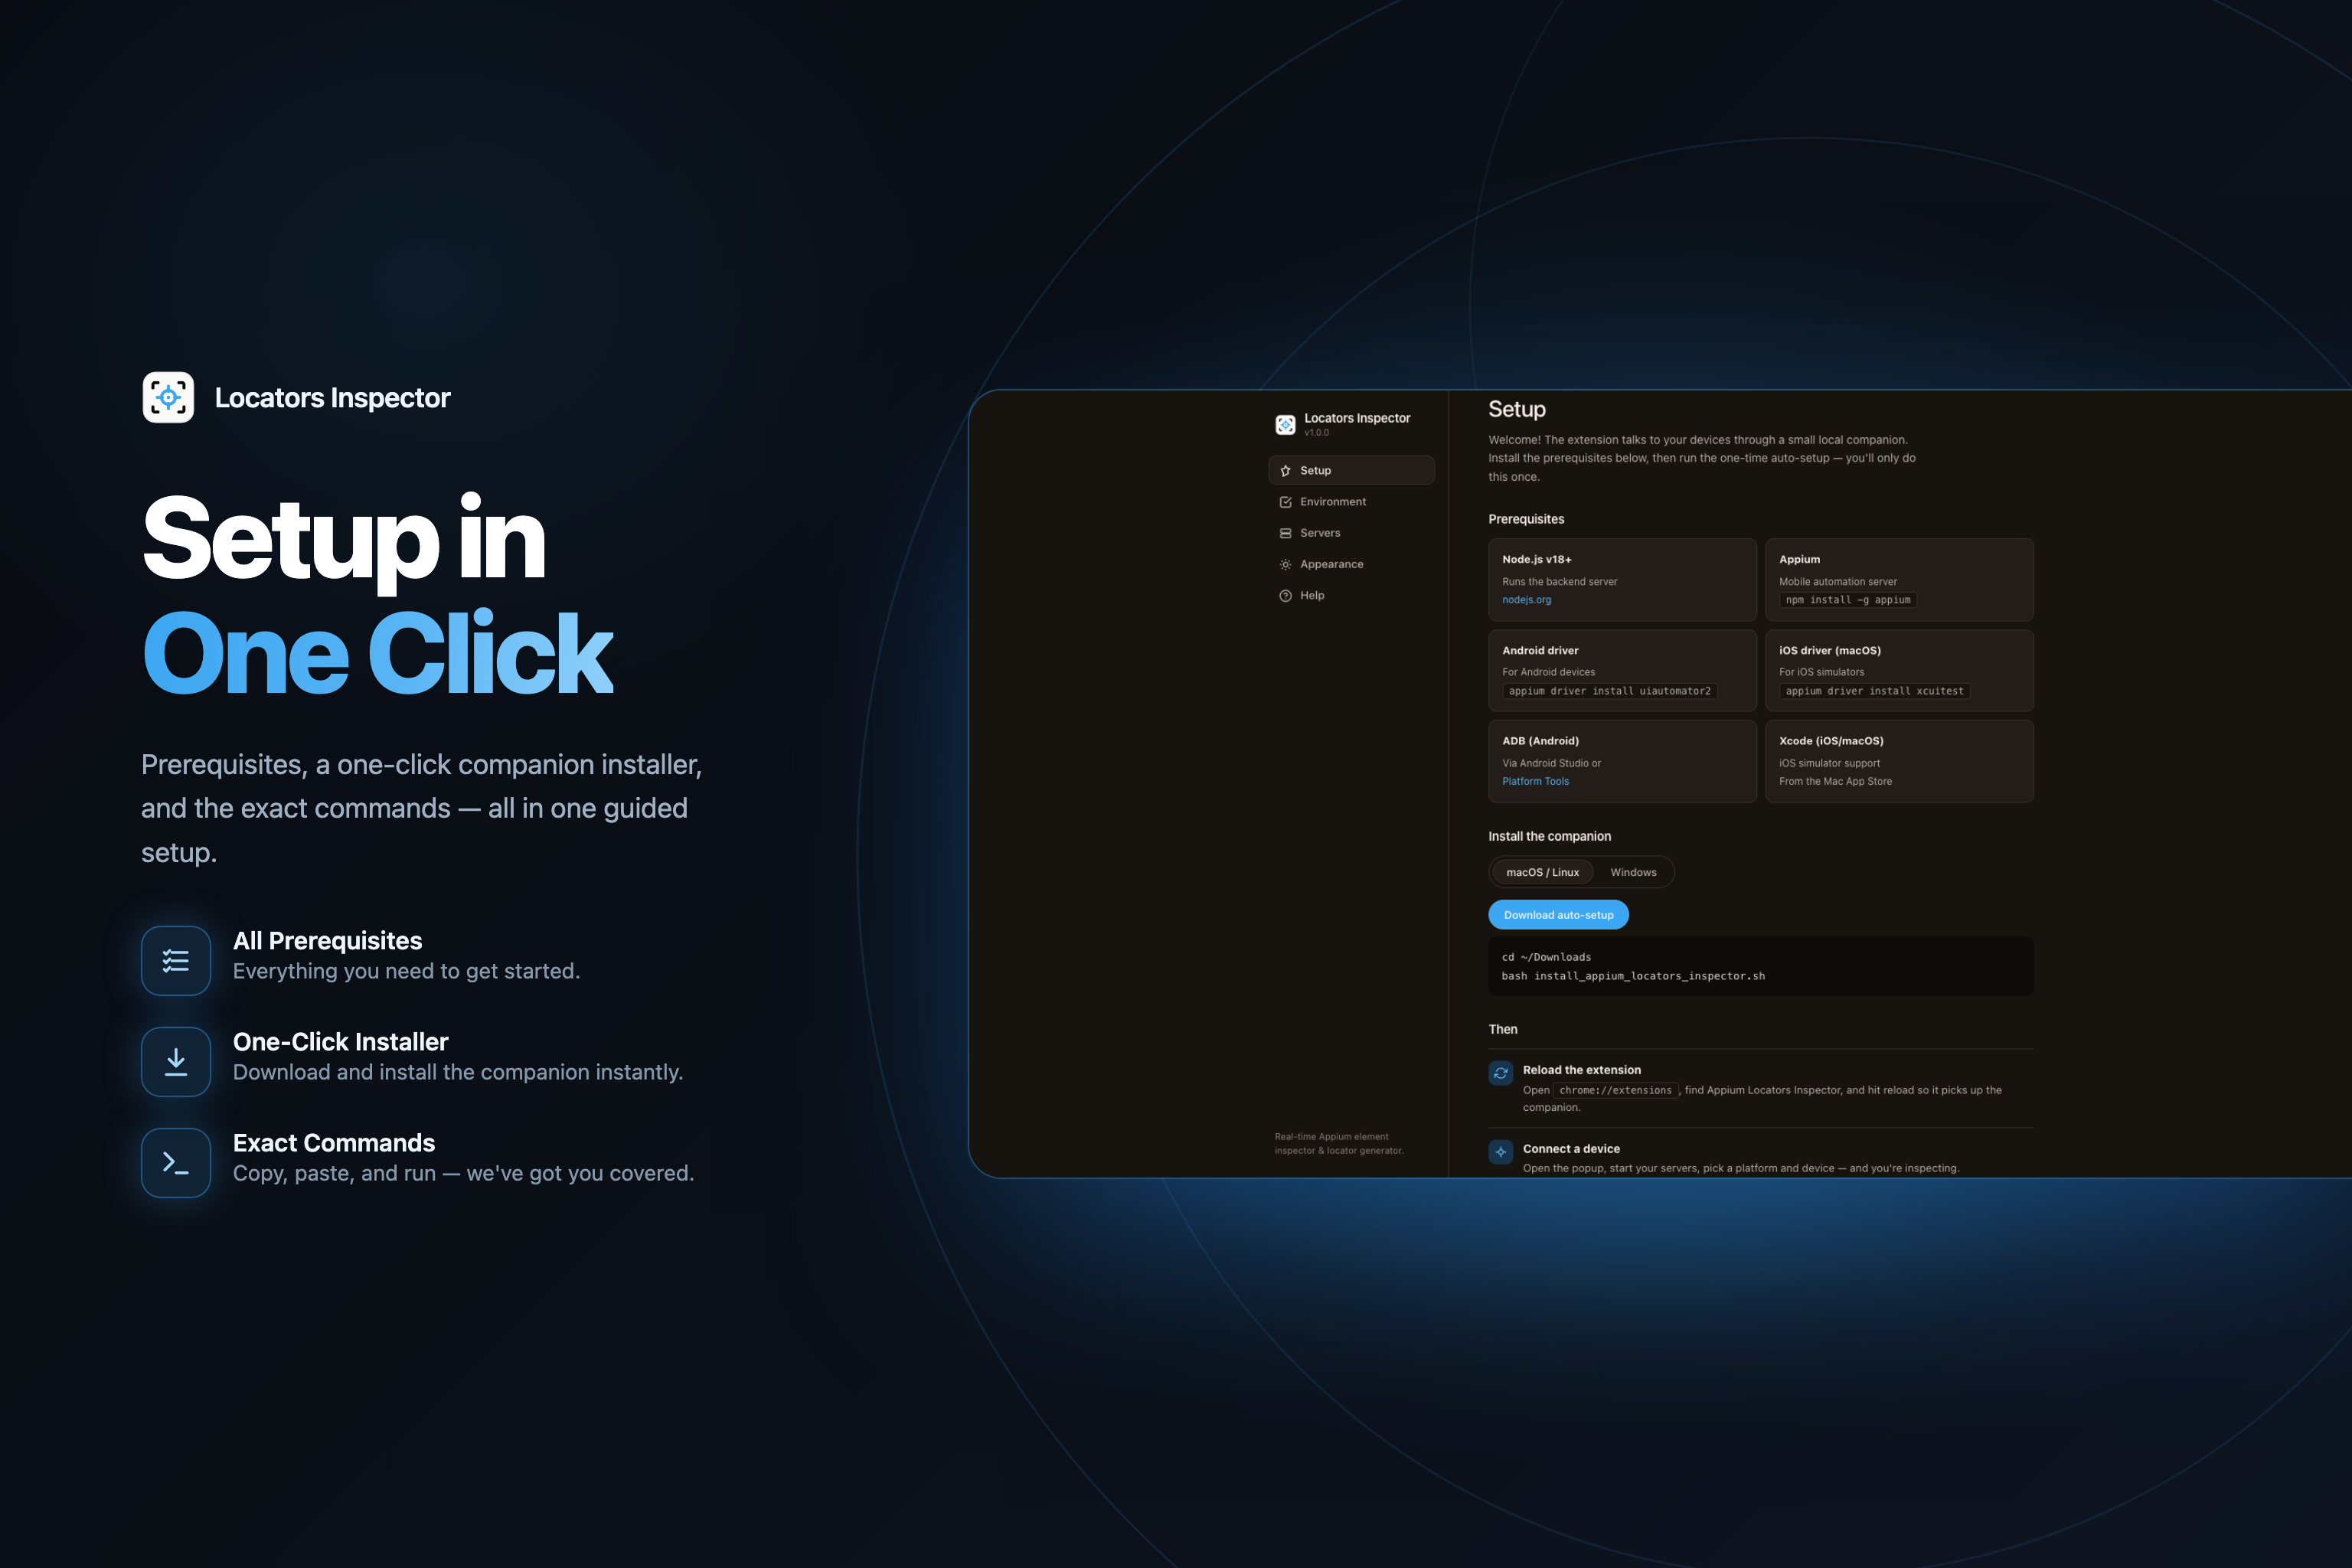 Locators Inspector
Setup in
One Click
Prerequisites, a one-click companion installer,
and the exact commands — all in one guided
setup.
All Prerequisites
Everything you need to get started.
One-Click Installer
Download and install the companion instantly.
Exact Commands
Copy, paste, and run — we've got you covered.
Locators Inspector
v1.0.0
Setup
Environment
Servers
Appearance
Help
Real-time Appium element
inspector & locator generator.
Setup
Welcome! The extension talks to your devices through a small local companion.
Install the prerequisites below, then run the one-time auto-setup — you'll only do
this once.
Prerequisites
Node.js v18+
Runs the backend server
nodejs.org
Appium
Mobile automation server
npm install -g appium
Android driver
For Android devices
appium driver install uiautomator2
iOS driver (macOS)
For iOS simulators
appium driver install xcuitest
ADB (Android)
Via Android Studio or
Platform Tools
Xcode (iOS/macOS)
iOS simulator support
From the Mac App Store
Install the companion
macOS / Linux
Windows
Download auto-setup
cd ~/Downloads
bash install_appium_locators_inspector.sh
Then
Reload the extension
Open chrome://extensions, find Appium Locators Inspector, and hit reload so it picks up the
companion.
Connect a device
Open the popup, start your servers, pick a platform and device — and you're inspecting.